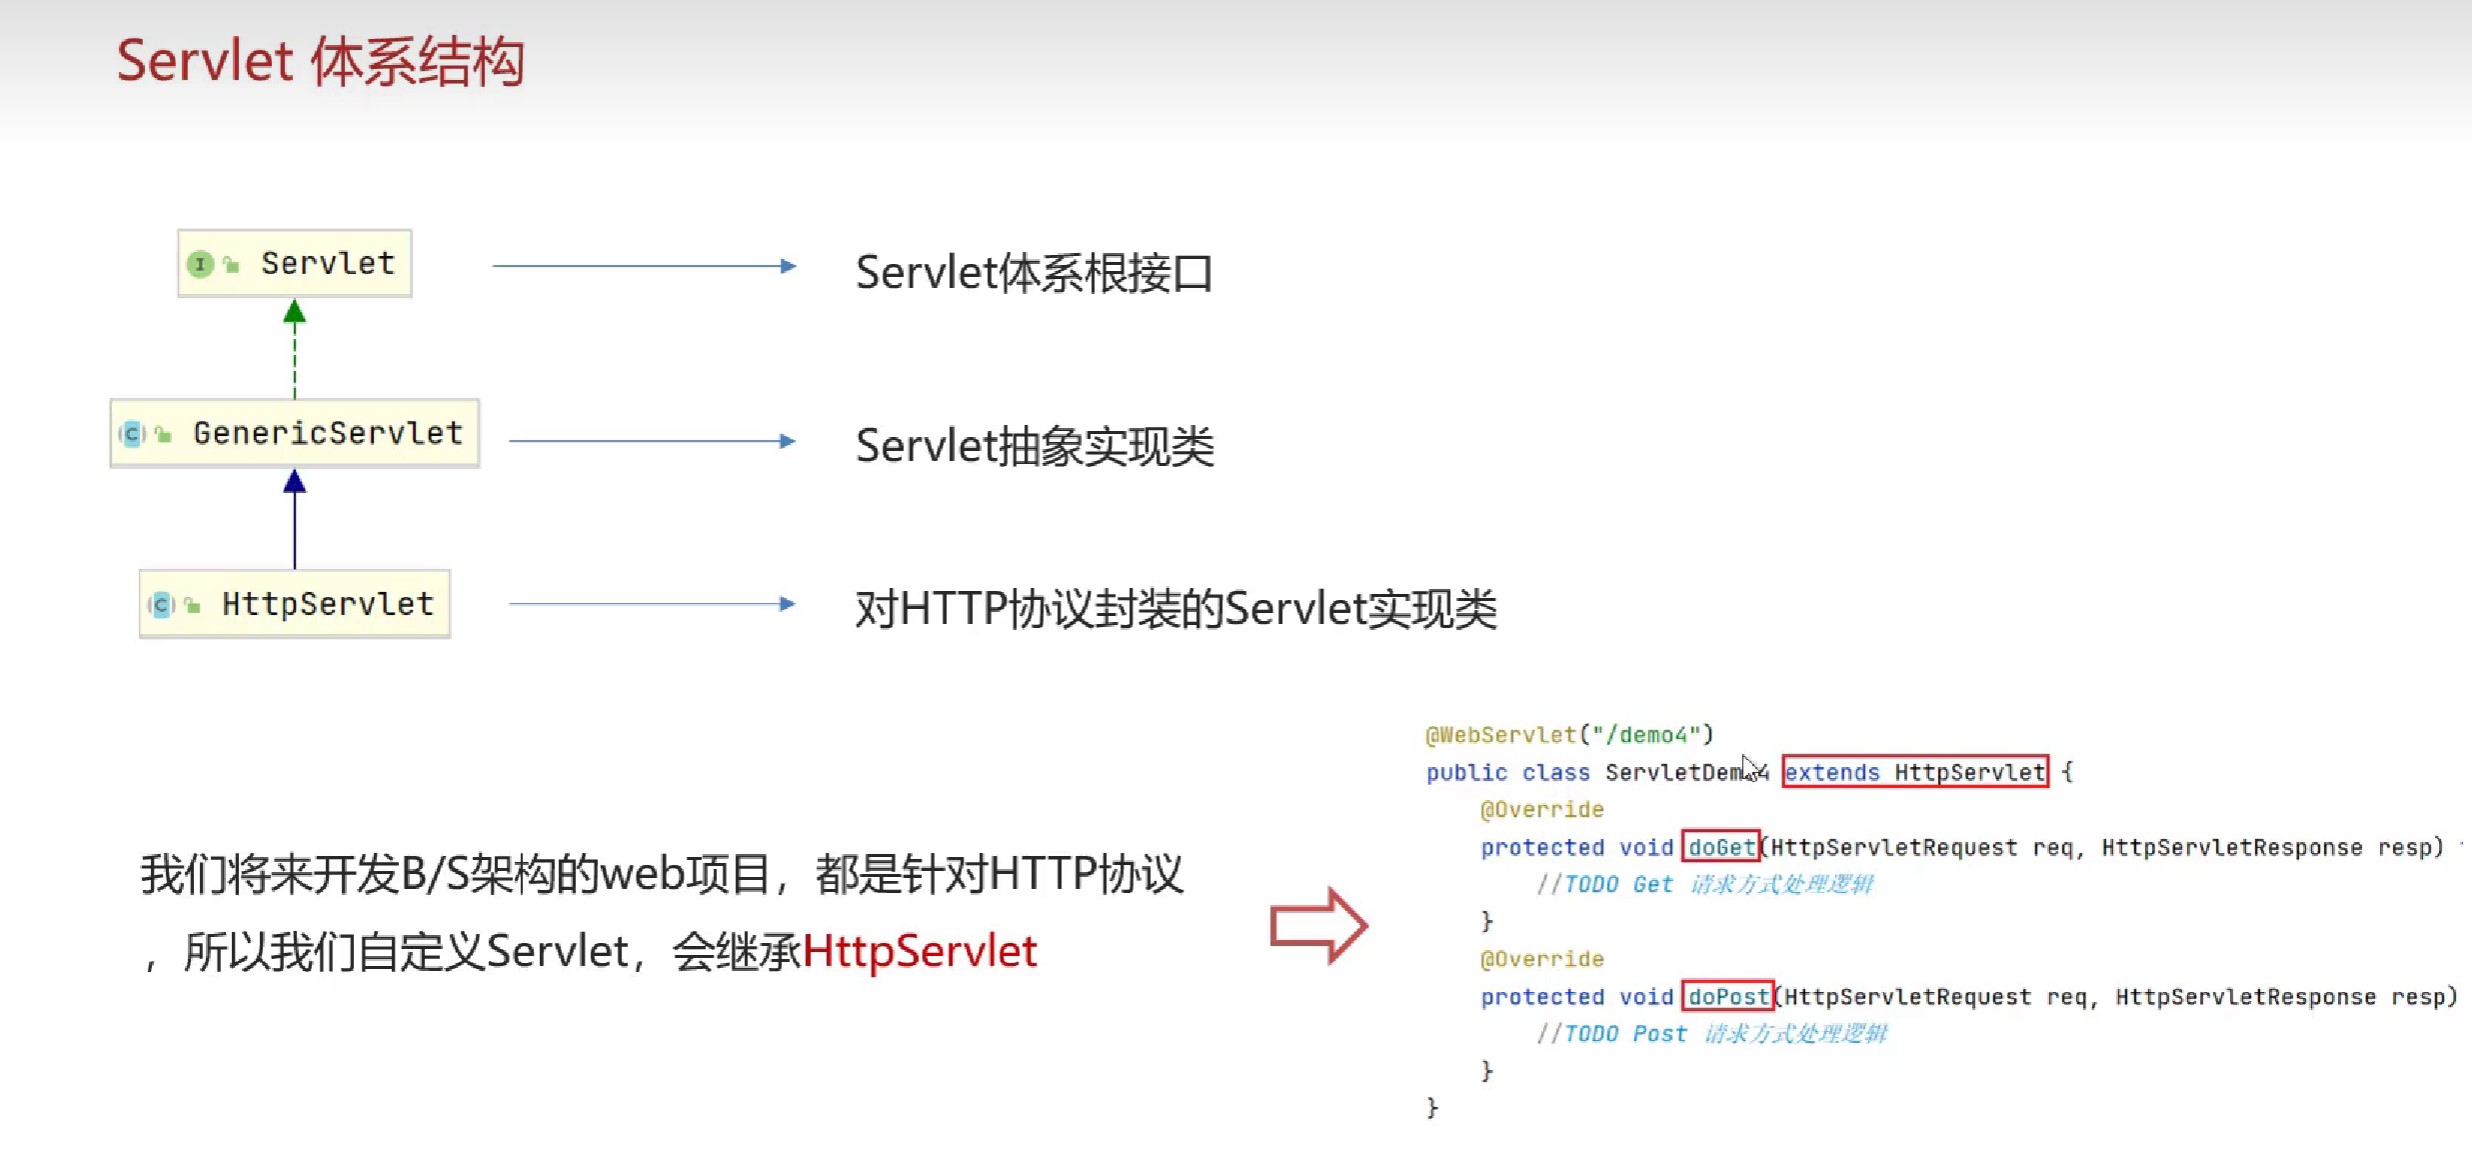 Servlet 体系结构
Servlet
Servlet体系根接口
GenericServlet
Servlet抽象实现类
HttpServlet
对HTTP协议封装的Servlet实现类
我们将来开发B/S架构的web项目，都是针对HTTP协议
，所以我们自定义Servlet，会继承HttpServlet
@WebServlet("/demo4")
public class ServletDemo4 extends HttpServlet {
@Override
protected void doGet(HttpServletRequest req, HttpServletResponse resp)
//TODO Get 请求方式处理逻辑
}
@Override
protected void doPost(HttpServletRequest req, HttpServletResponse resp)
//TODO Post 请求方式处理逻辑
}
}